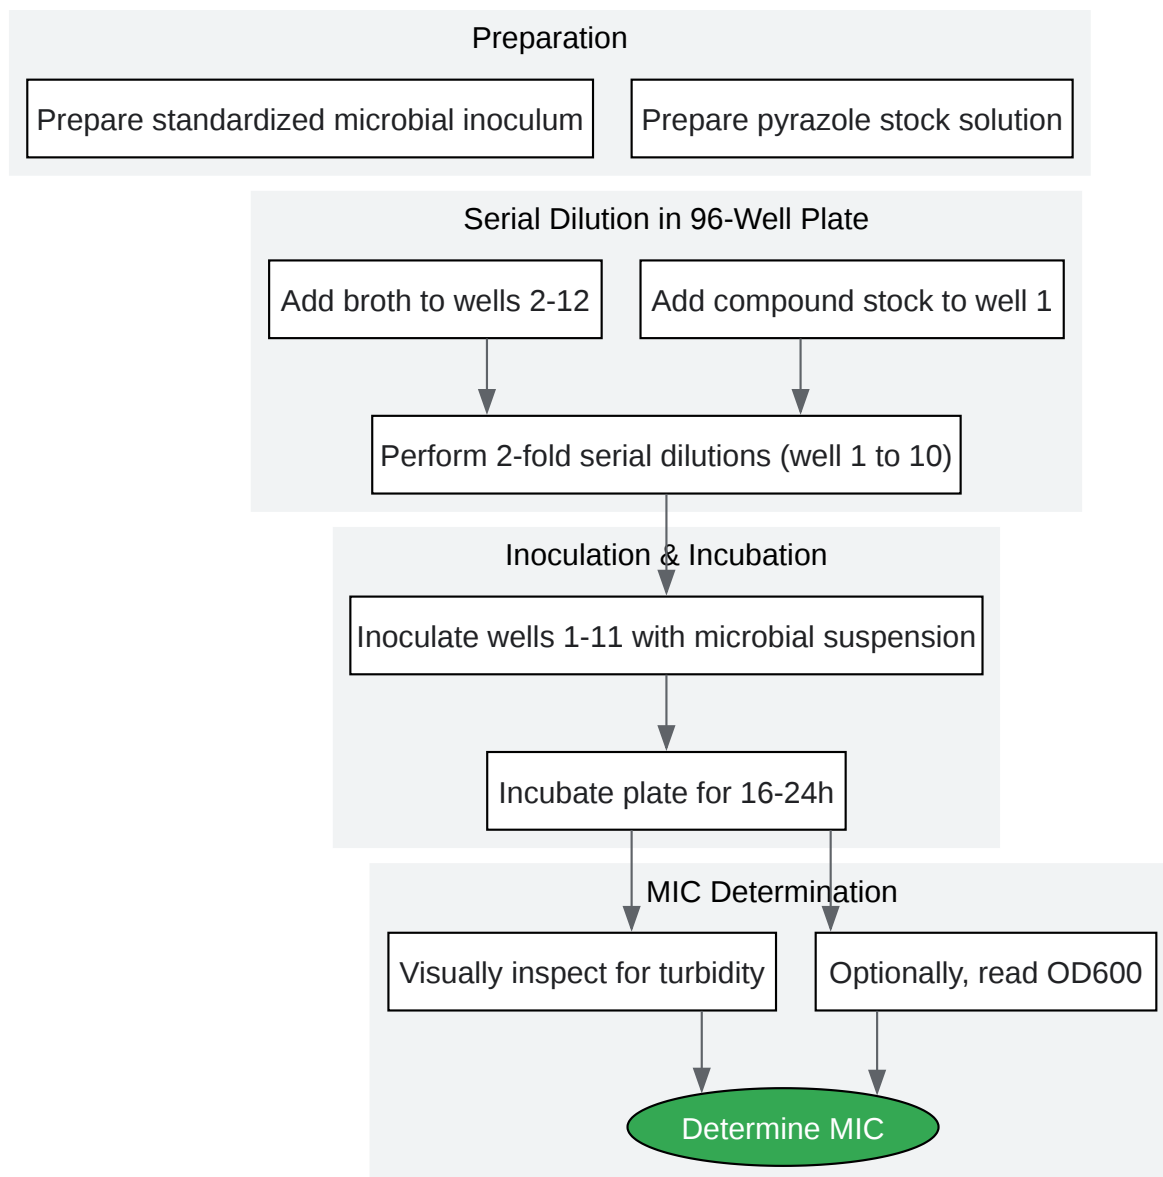 Preparation
Prepare standardized microbial inoculum
Prepare pyrazole stock solution
Serial Dilution in 96-Well Plate
Add broth to wells 2-12
Add compound stock to well 1
Perform 2-fold serial dilutions (well 1 to 10)
Inoculation & Incubation
Inoculate wells 1-11 with microbial suspension
Incubate plate for 16-24h
MIC Determination
Visually inspect for turbidity
Optionally, read OD600
Determine MIC